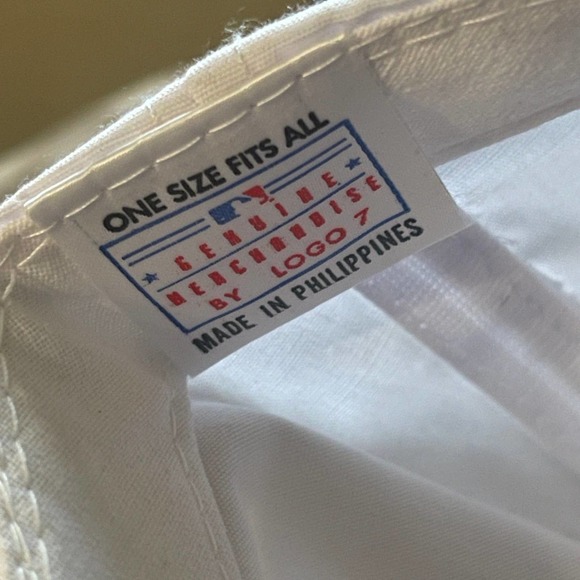 ONE SIZE FITS ALL
GENUINE
MERCHANDISE
BY LOGO 7
MADE IN PHILIPPINES